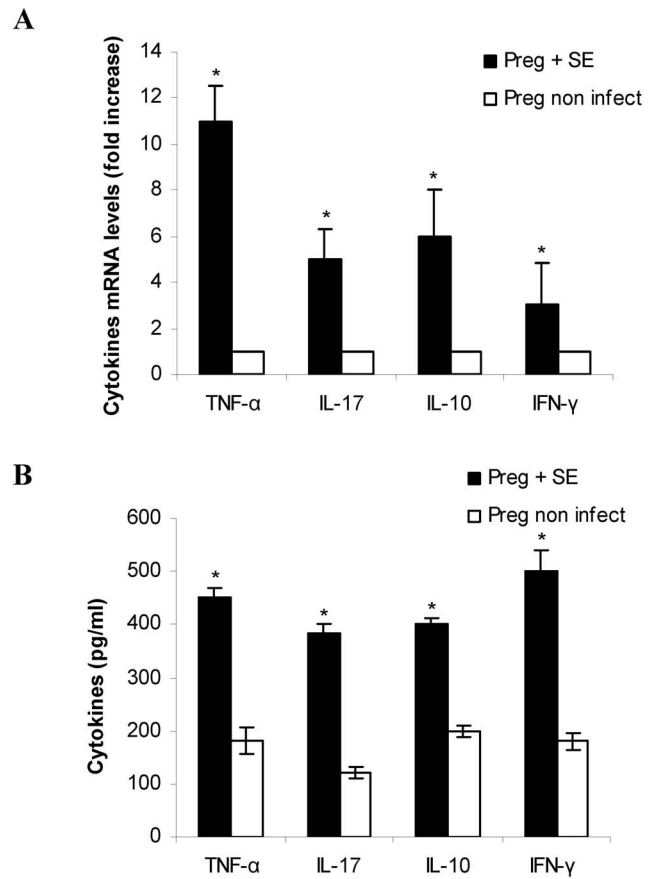 A
Preg + SE
Preg non infect
Cytokines mRNA levels (fold increase)
14
12
10
8
6
4
2
0
*
*
*
*
TNF-α IL-17 IL-10 IFN-γ
B
Preg + SE
Preg non infect
Cytokines (pg/ml)
600
500
400
300
200
100
0
*
*
*
*
TNF-α IL-17 IL-10 IFN-γ